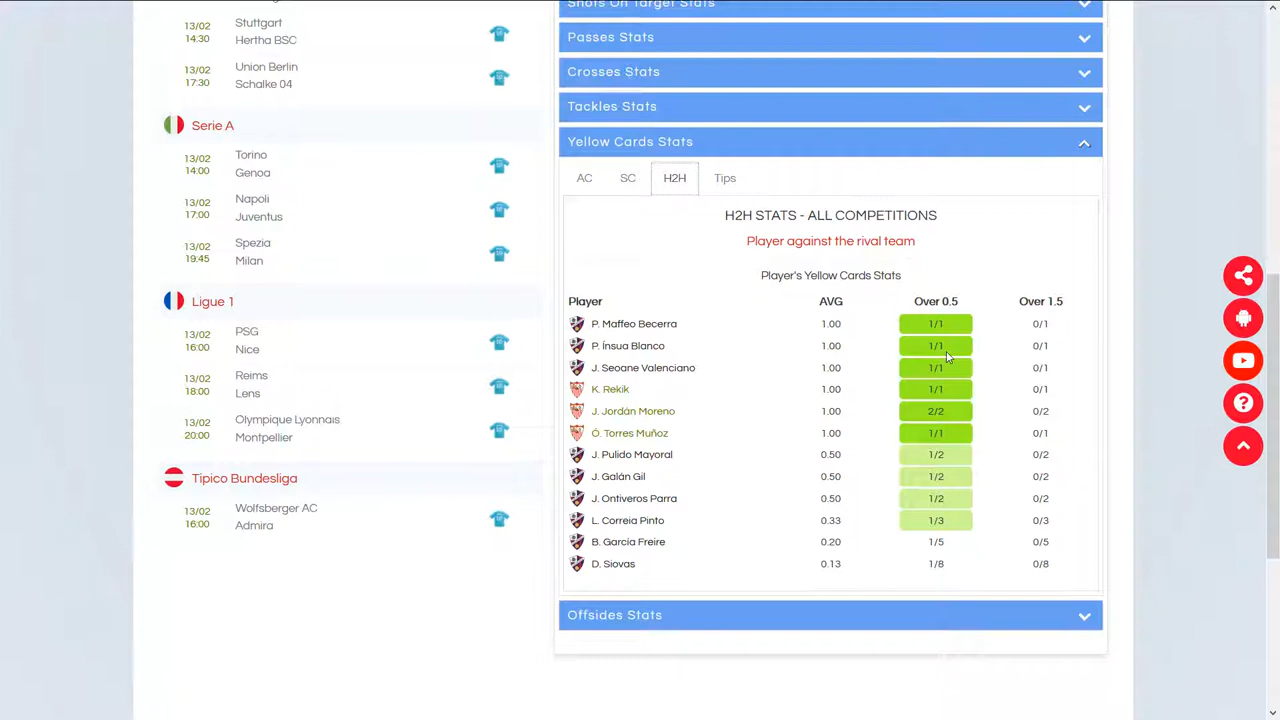 Shots On Target Stats
13/02 Stuttgart
14:30 Hertha BSC
13/02 Union Berlin
17:30 Schalke 04
Serie A
13/02 Torino
14:00 Genoa
13/02 Napoli
17:00 Juventus
13/02 Spezia
19:45 Milan
Ligue 1
13/02 PSG
16:00 Nice
13/02 Reims
18:00 Lens
13/02 Olympique Lyonnais
20:00 Montpellier
Tipico Bundesliga
13/02 Wolfsberger AC
16:00 Admira
Passes Stats
Crosses Stats
Tackles Stats
Yellow Cards Stats
AC SC H2H Tips
H2H STATS - ALL COMPETITIONS
Player against the rival team
Player's Yellow Cards Stats
Player AVG Over 0.5 Over 1.5
P. Maffeo Becerra 1.00 1/1 0/1
P. Ínsua Blanco 1.00 1/1 0/1
J. Seoane Valenciano 1.00 1/1 0/1
K. Rekik 1.00 1/1 0/1
J. Jordán Moreno 1.00 2/2 0/2
Ó. Torres Muñoz 1.00 1/1 0/1
J. Pulido Mayoral 0.50 1/2 0/2
J. Galán Gil 0.50 1/2 0/2
J. Ontiveros Parra 0.50 1/2 0/2
L. Correia Pinto 0.33 1/3 0/3
B. García Freire 0.20 1/5 0/5
D. Siovas 0.13 1/8 0/8
Offsides Stats